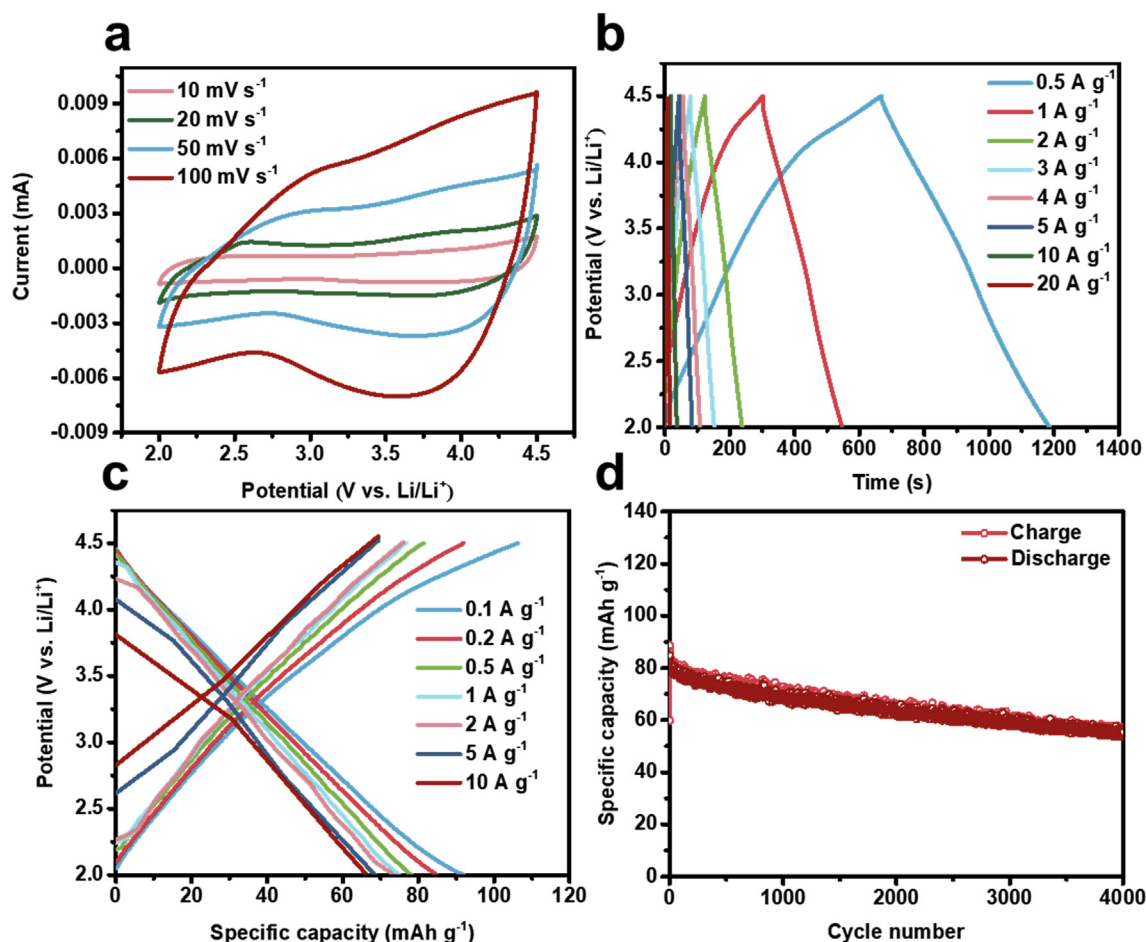 a
10 mV s⁻¹
20 mV s⁻¹
50 mV s⁻¹
100 mV s⁻¹
0.009
0.006
0.003
0.000
-0.003
-0.006
-0.009
Current (mA)
2.0 2.5 3.0 3.5 4.0 4.5
Potential (V vs. Li/Li⁺)
b
0.5 A g⁻¹
1 A g⁻¹
2 A g⁻¹
3 A g⁻¹
4 A g⁻¹
5 A g⁻¹
10 A g⁻¹
20 A g⁻¹
4.5
4.0
3.5
3.0
2.5
2.0
Potential (V vs. Li/Li⁺)
0 200 400 600 800 1000 1200 1400
Time (s)
c
0.1 A g⁻¹
0.2 A g⁻¹
0.5 A g⁻¹
1 A g⁻¹
2 A g⁻¹
5 A g⁻¹
10 A g⁻¹
4.5
4.0
3.5
3.0
2.5
2.0
Potential (V vs. Li/Li⁺)
0 20 40 60 80 100 120
Specific capacity (mAh g⁻¹)
d
Charge
Discharge
140
120
100
80
60
40
20
0
Specific capacity (mAh g⁻¹)
0 1000 2000 3000 4000
Cycle number